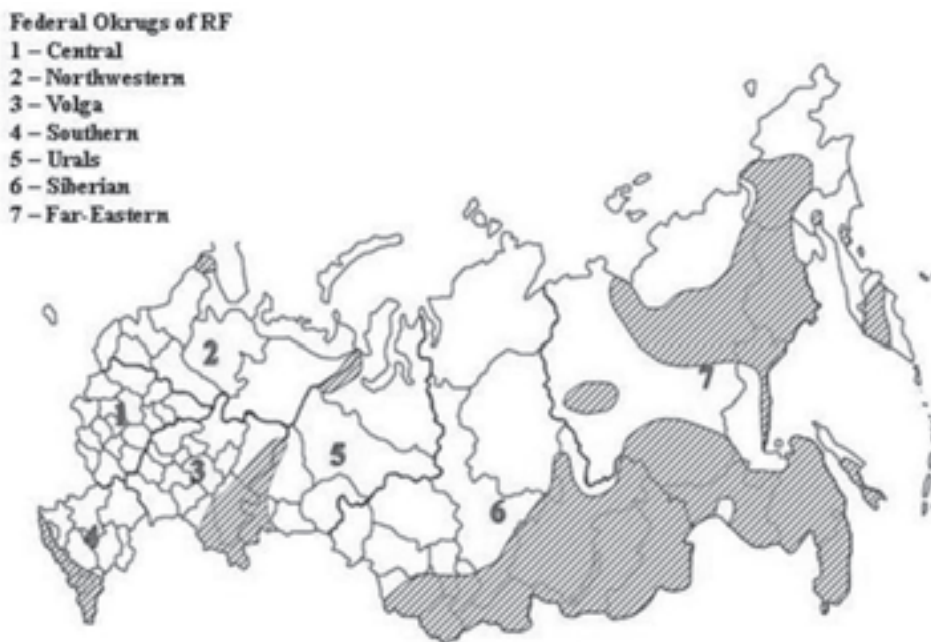 Federal Okrugs of RF
1 – Central
2 – Northwestern
3 – Volga
4 – Southern
5 – Urals
6 – Siberian
7 – Far-Eastern
2
7
1
3
5
6
4